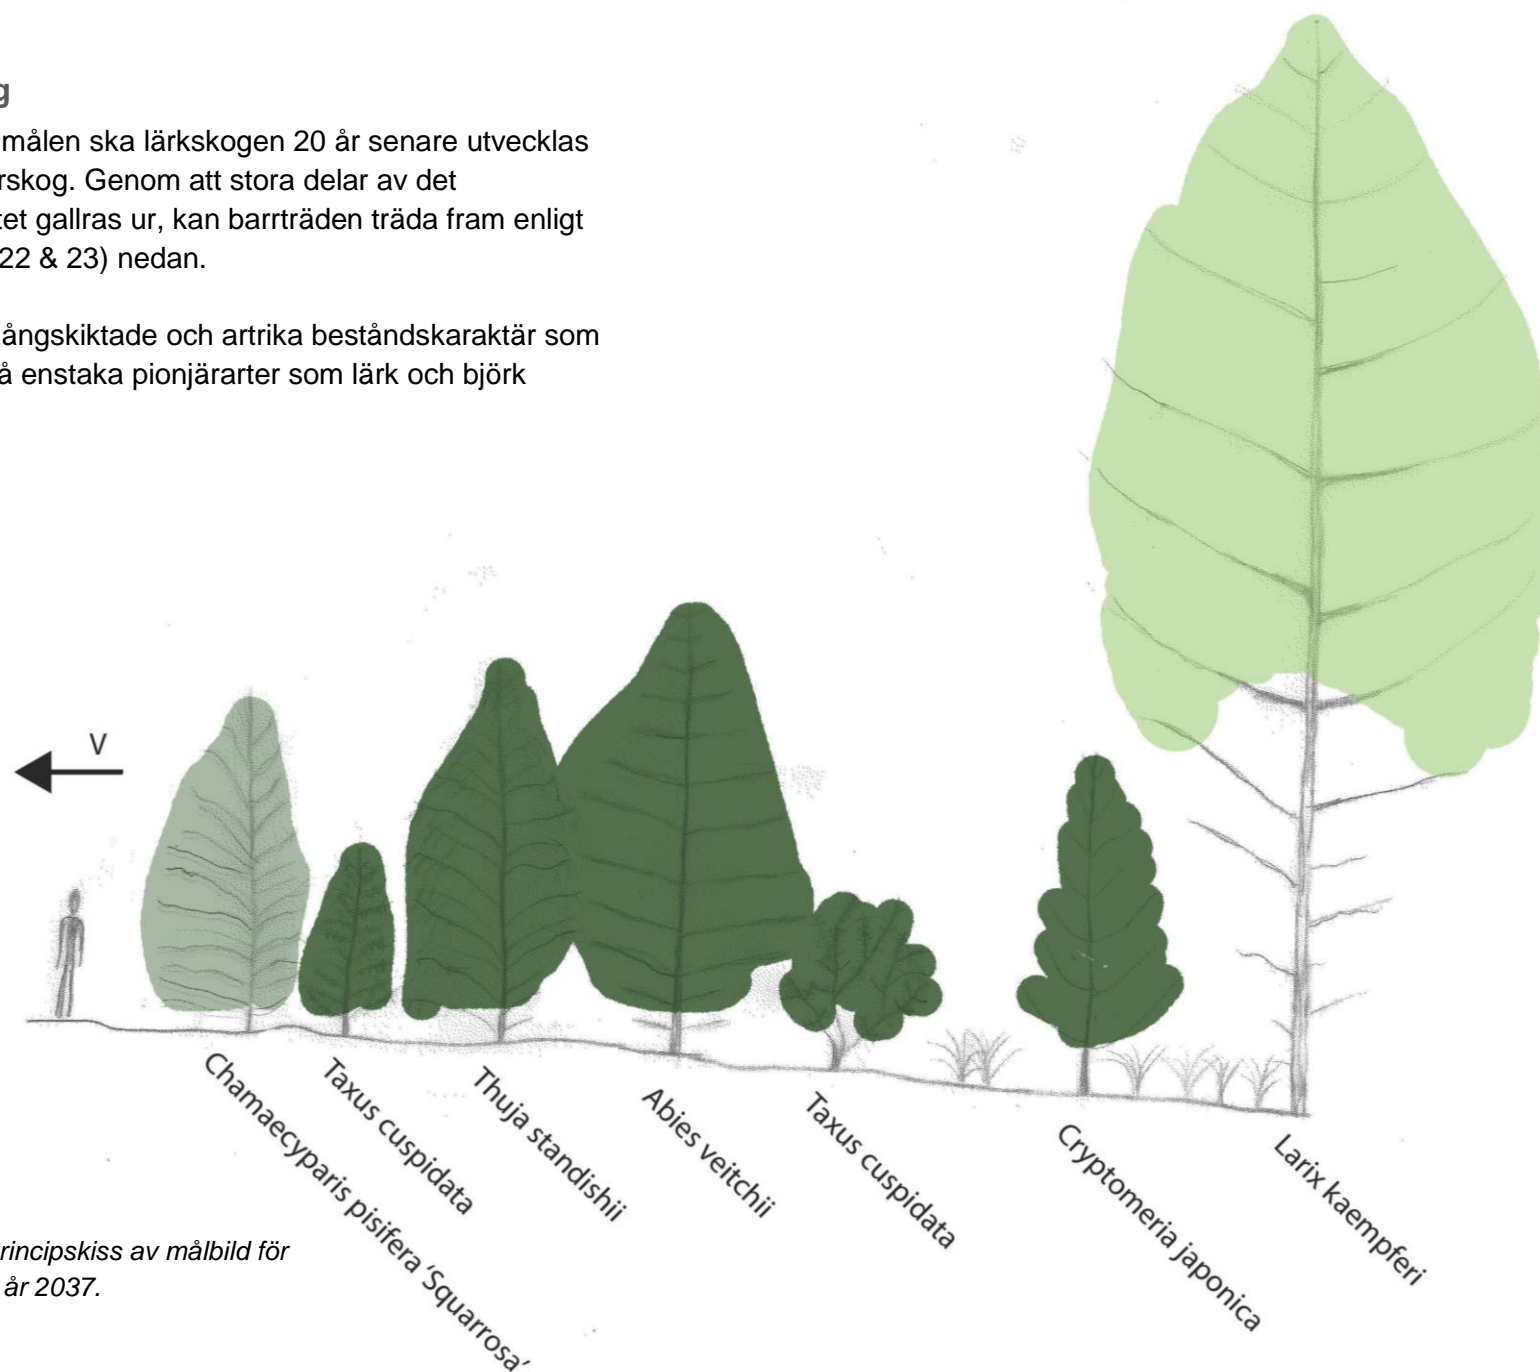 g
målen ska lärkskogen 20 år senare utvecklas
rskog. Genom att stora delar av det
tet gallras ur, kan barrträden träda fram enligt
22 & 23) nedan.
ångskiktade och artrika beståndskaraktär som
å enstaka pionjärarter som lärk och björk
V
Chamaecyparis pisifera ‘Squarrosa’
Taxus cuspidata
Thuja standishii
Abies veitchii
Taxus cuspidata
Cryptomeria japonica
Larix kaempferi
rincipskiss av målbild för
år 2037.